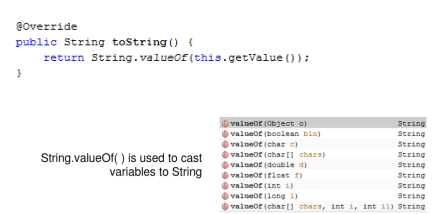 @Override
public String toString() {
return String.valueOf(this.getValue());
}
String.valueOf( ) is used to cast
variables to String
valueOf(Object o) String
valueOf(boolean bln) String
valueOf(char c) String
valueOf(char[] chars) String
valueOf(double d) String
valueOf(float f) String
valueOf(int i) String
valueOf(long l) String
valueOf(char[] chars, int i, int i1) String